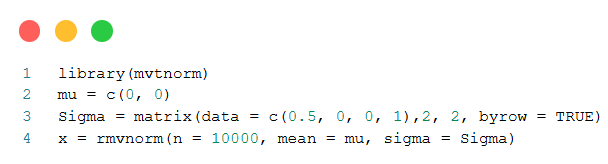 1 library(mvtnorm)
2 mu = c(0, 0)
3 Sigma = matrix(data = c(0.5, 0, 0, 1),2, 2, byrow = TRUE)
4 x = rmvnorm(n = 10000, mean = mu, sigma = Sigma)